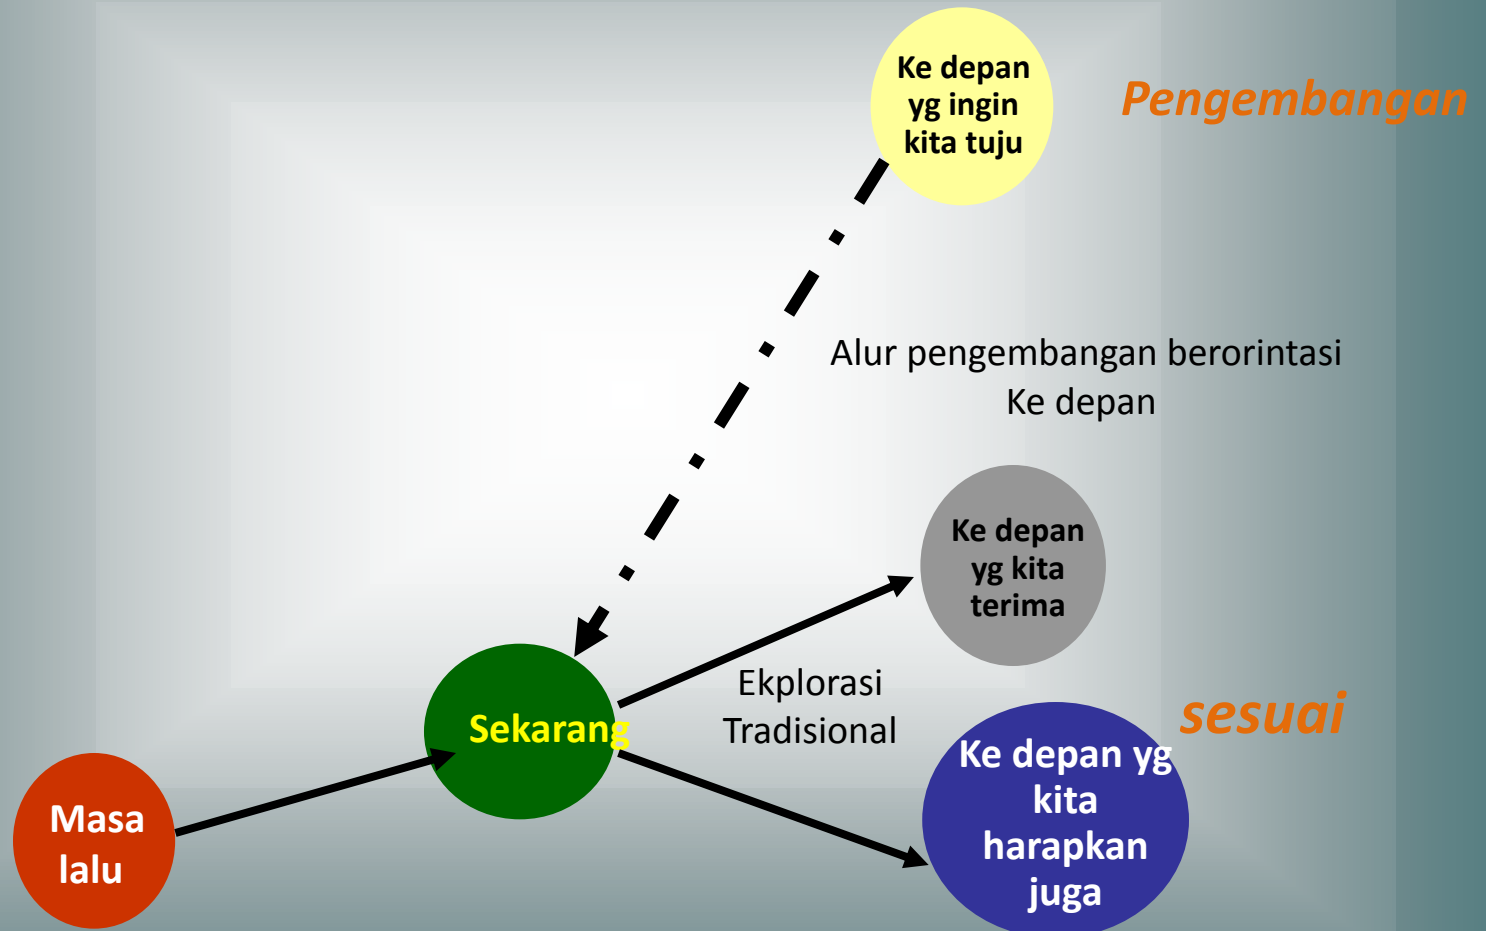 Ke depan
yg ingin
kita tuju
Pengembangan
Alur pengembangan berorintasi
Ke depan
Ke depan
yg kita
terima
Ekplorasi
Tradisional
sesuai
Sekarang
Ke depan yg
kita
harapkan
juga
Masa
lalu